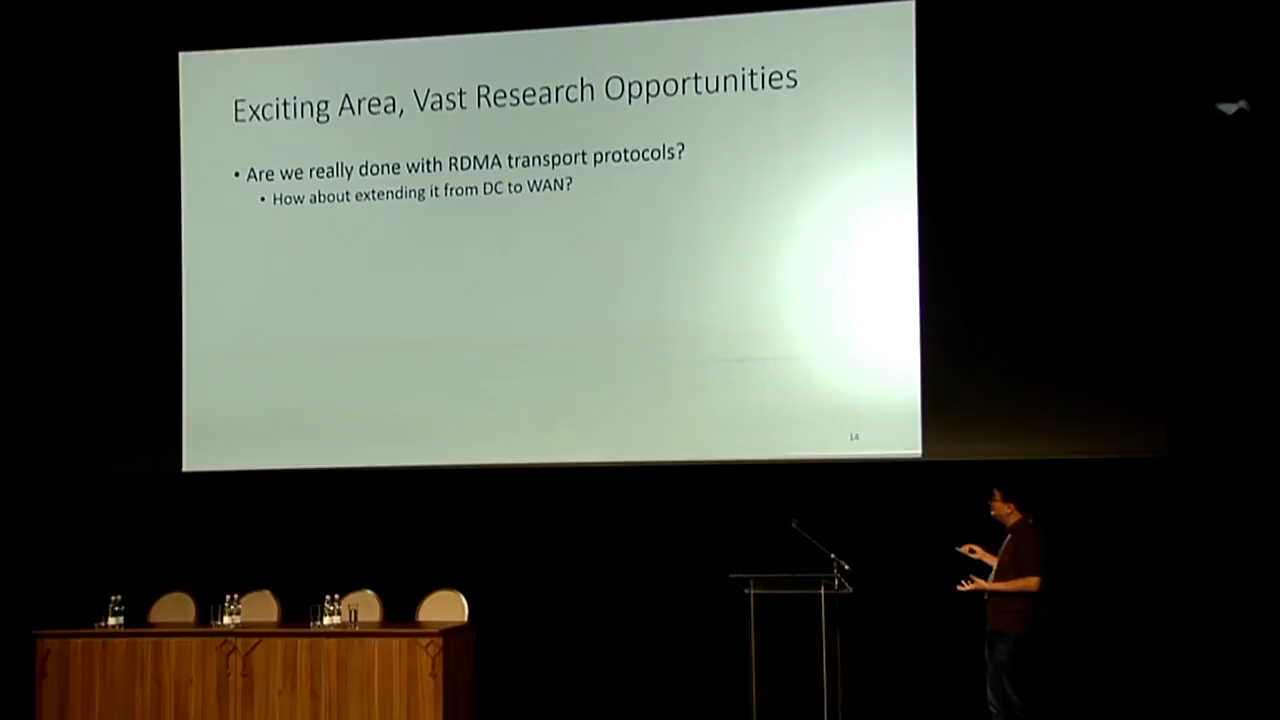 Exciting Area, Vast Research Opportunities
• Are we really done with RDMA transport protocols?
• How about extending it from DC to WAN?
14